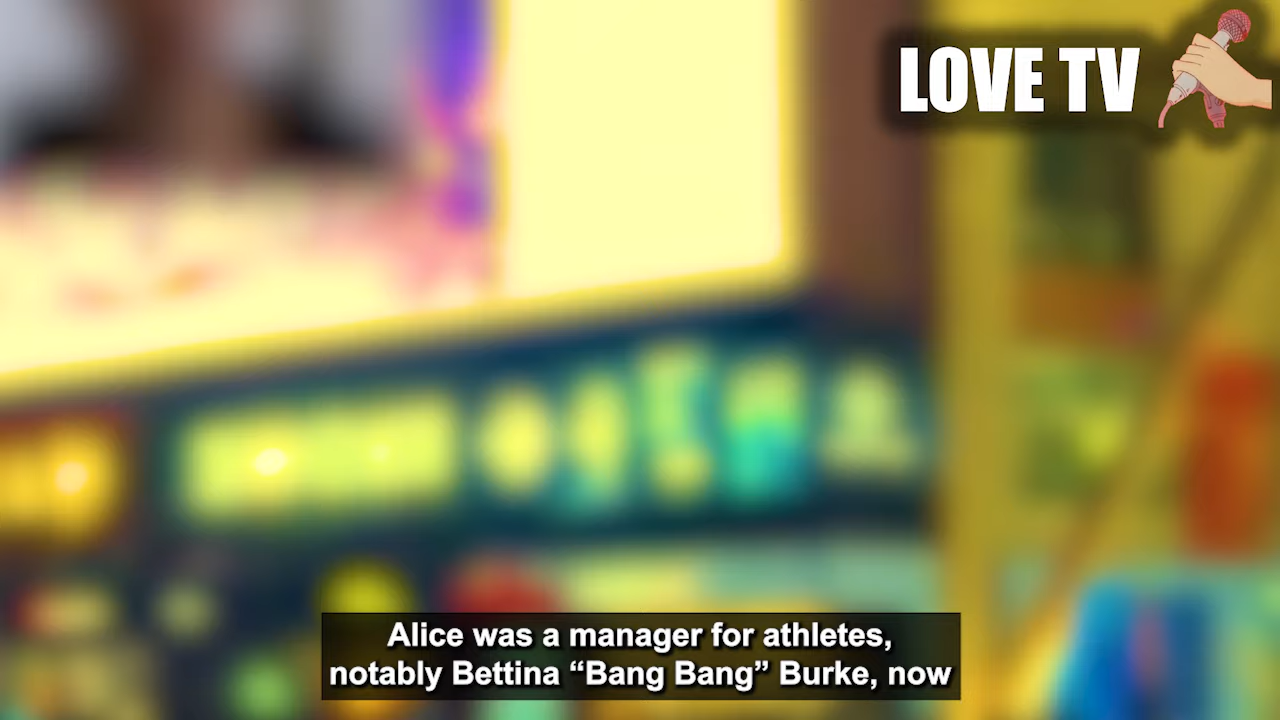 LOVE TV
Alice was a manager for athletes,
notably Bettina “Bang Bang” Burke, now